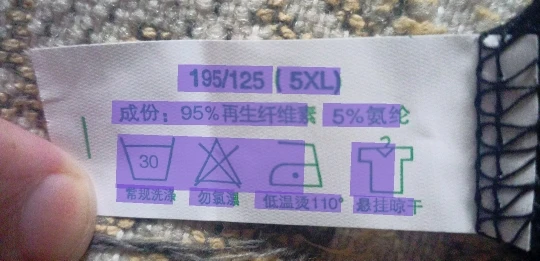 195/125 (5XL)
成份：95%再生纤维素 5%氨纶
30
常规洗涤 勿氯漂 低温烫110° 悬挂晾干